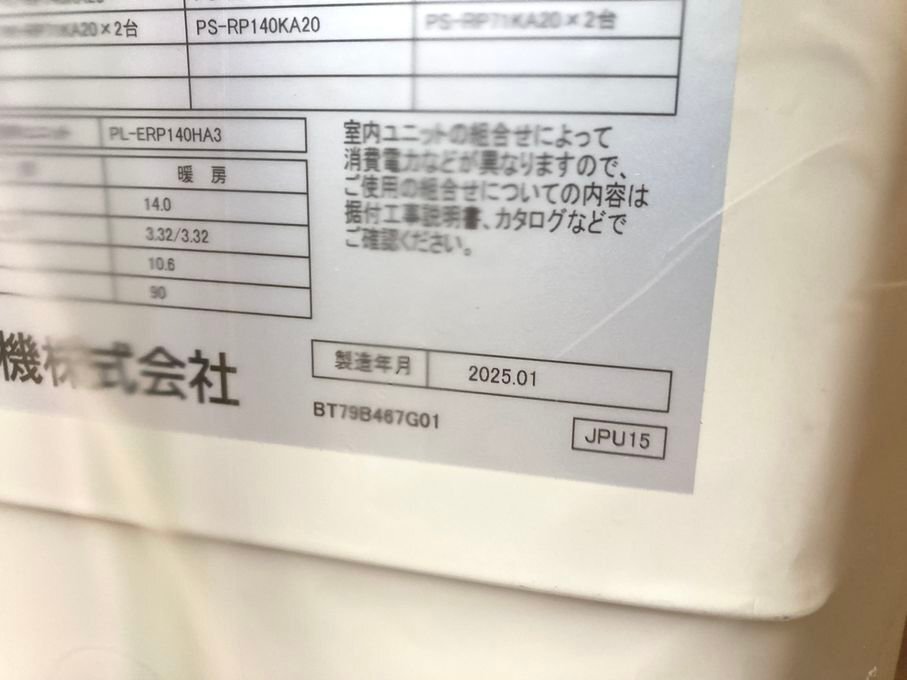 ×2台 PS-RP140KA20 PS-RP71KA20×2台
PL-ERP140HA3
暖 房
14.0
3.32/3.32
10.6
90
室内ユニットの組合せによって
消費電力などが異なりますので、
ご使用の組合せについての内容は
据付工事説明書、カタログなどで
ご確認ください。
機株式会社
製造年月 2025.01
BT79B467G01
JPU15